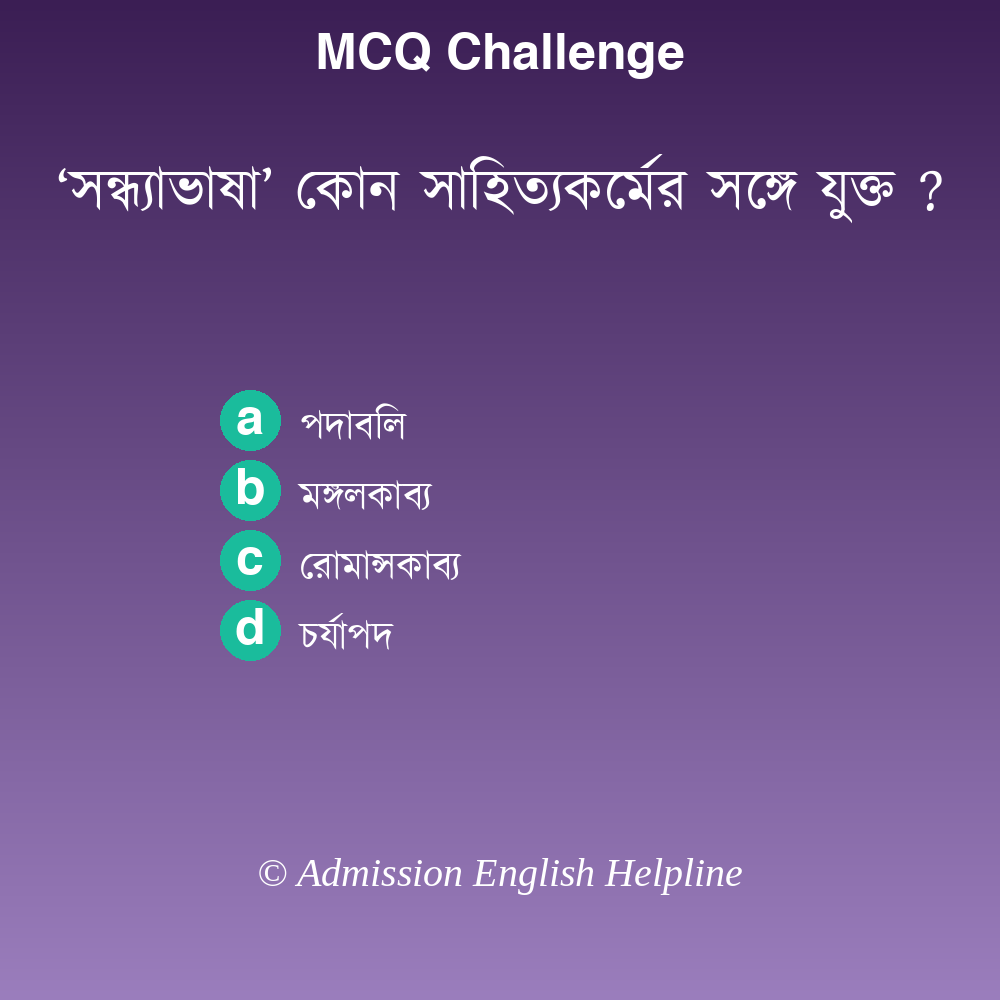 MCQ Challenge
‘সন্ধ্যাভাষা’ কোন সাহিত্যকর্মের সঙ্গে যুক্ত ?
a পদাবলি
b মঙ্গলকাব্য
c রোমান্সকাব্য
d চর্যাপদ
© Admission English Helpline